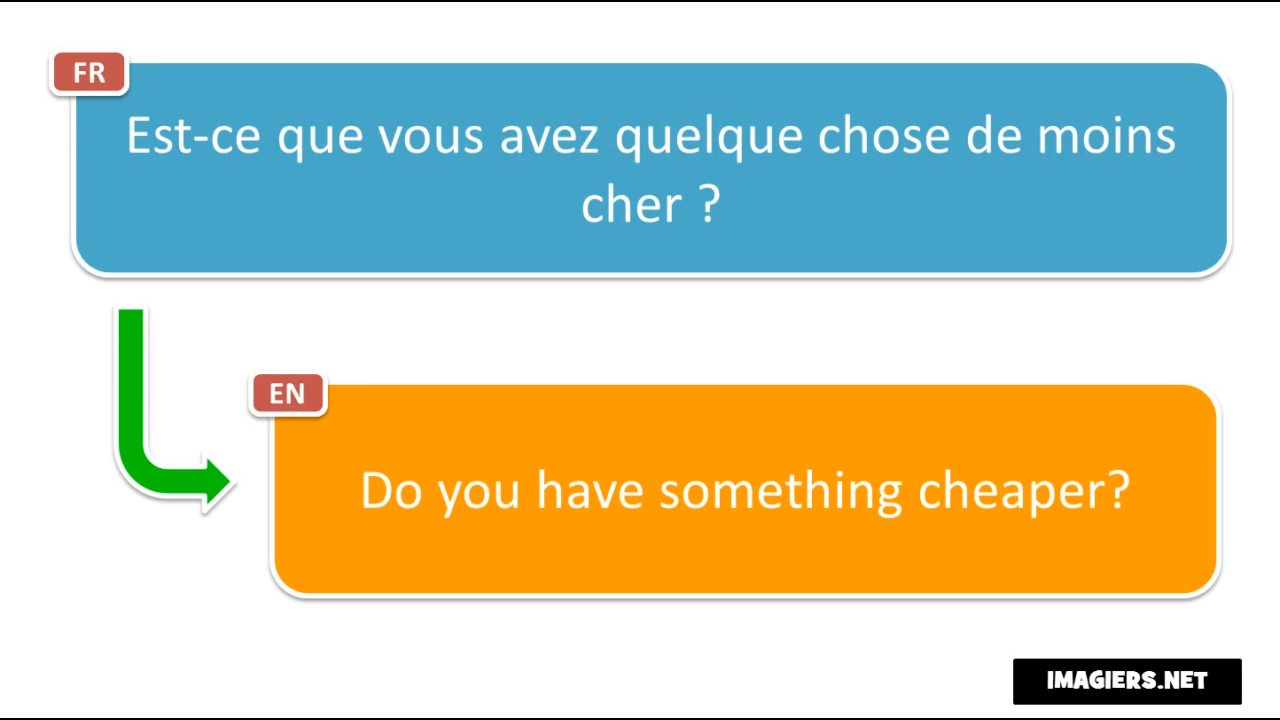 FR
Est-ce que vous avez quelque chose de moins
cher ?
EN
Do you have something cheaper?
IMAGIERS.NET